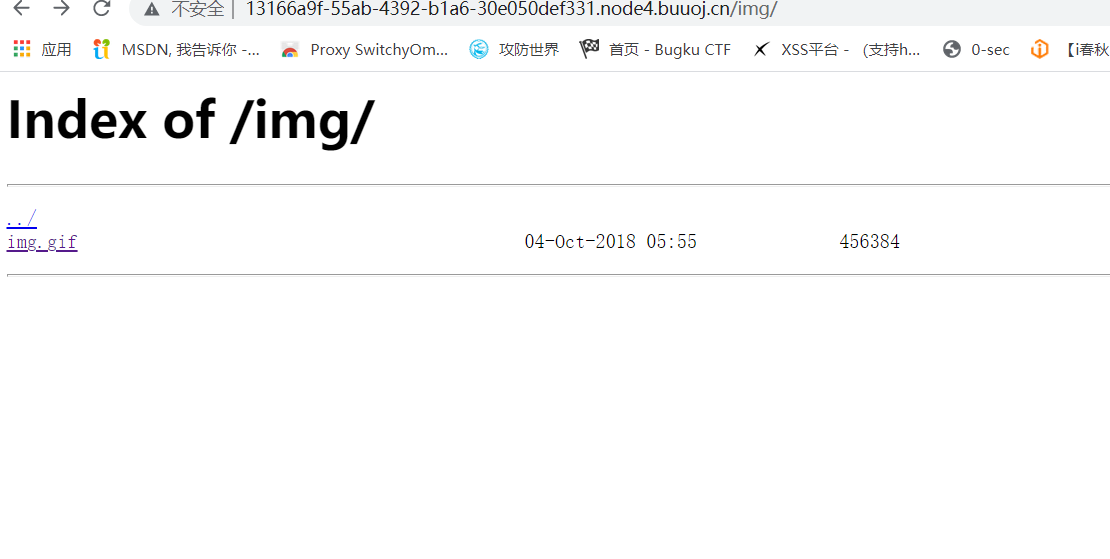 不安全 | 13166a9f-55ab-4392-b1a6-30e050def331.node4.buuoj.cn/img/
应用 MSDN, 我告诉你 -... Proxy SwitchyOm... 攻防世界 首页 - Bugku CTF XSS平台 - （支持h... 0-sec 【i春秋
Index of /img/
../
img.gif 04-Oct-2018 05:55 456384